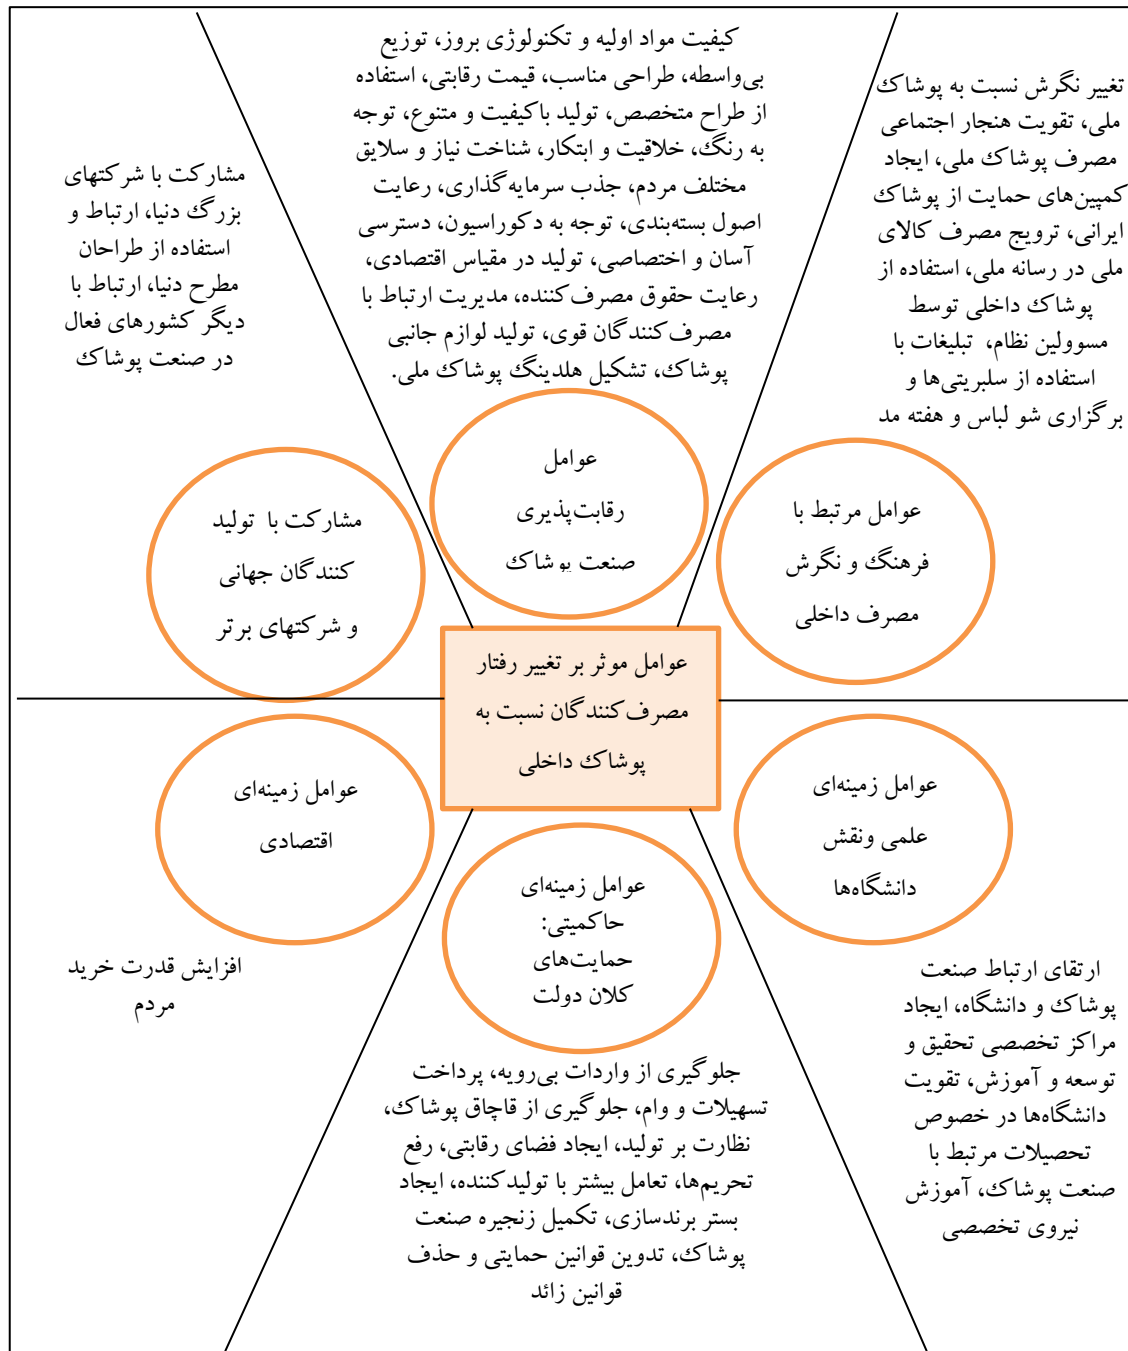 کیفیت مواد اولیه و تکنولوژی بروز، توزیع
بی‌واسطه، طراحی مناسب، قیمت رقابتی، استفاده
از طراح متخصص، تولید باکیفیت و متنوع، توجه
به رنگ، خلاقیت و ابتکار، شناخت نیاز و سلایق
مختلف مردم، جذب سرمایه‌گذاری، رعایت
اصول بسته‌بندی، توجه به دکوراسیون، دسترسی
آسان و اختصاصی، تولید در مقیاس اقتصادی،
رعایت حقوق مصرف‌کننده، مدیریت ارتباط با
مصرف‌کنندگان قوی، تولید لوازم جانبی
پوشاک، تشکیل هلدینگ پوشاک ملی.
تغییر نگرش نسبت به پوشاک
ملی، تقویت هنجار اجتماعی
مصرف پوشاک ملی، ایجاد
کمپین‌های حمایت از پوشاک
ایرانی، ترویج مصرف کالای
ملی در رسانه ملی، استفاده از
پوشاک داخلی توسط
مسوولین نظام، تبلیغات با
استفاده از سلبریتی‌ها و
برگزاری شو لباس و هفته مد
مشارکت با شرکتهای
بزرگ دنیا، ارتباط و
استفاده از طراحان
مطرح دنیا، ارتباط با
دیگر کشورهای فعال
در صنعت پوشاک
عوامل مرتبط با
فرهنگ و نگرش
مصرف داخلی
عوامل
رقابت‌پذیری
صنعت پوشاک
مشارکت با تولید
کنندگان جهانی
و شرکتهای برتر
عوامل موثر بر تغییر رفتار
مصرف‌کنندگان نسبت به
پوشاک داخلی
عوامل زمینه‌ای
علمی ونقش
دانشگاه‌ها
عوامل زمینه‌ای
حاکمیتی:
حمایت‌های
کلان دولت
عوامل زمینه‌ای
اقتصادی
ارتقای ارتباط صنعت
پوشاک و دانشگاه، ایجاد
مراکز تخصصی تحقیق و
توسعه و آموزش، تقویت
دانشگاه‌ها در خصوص
تحصیلات مرتبط با
صنعت پوشاک، آموزش
نیروی تخصصی
جلوگیری از واردات بی‌رویه، پرداخت
تسهیلات و وام، جلوگیری از قاچاق پوشاک،
نظارت بر تولید، ایجاد فضای رقابتی، رفع
تحریم‌ها، تعامل بیشتر با تولیدکننده، ایجاد
بستر برندسازی، تکمیل زنجیره صنعت
پوشاک، تدوین قوانین حمایتی و حذف
قوانین زائد
افزایش قدرت خرید
مردم